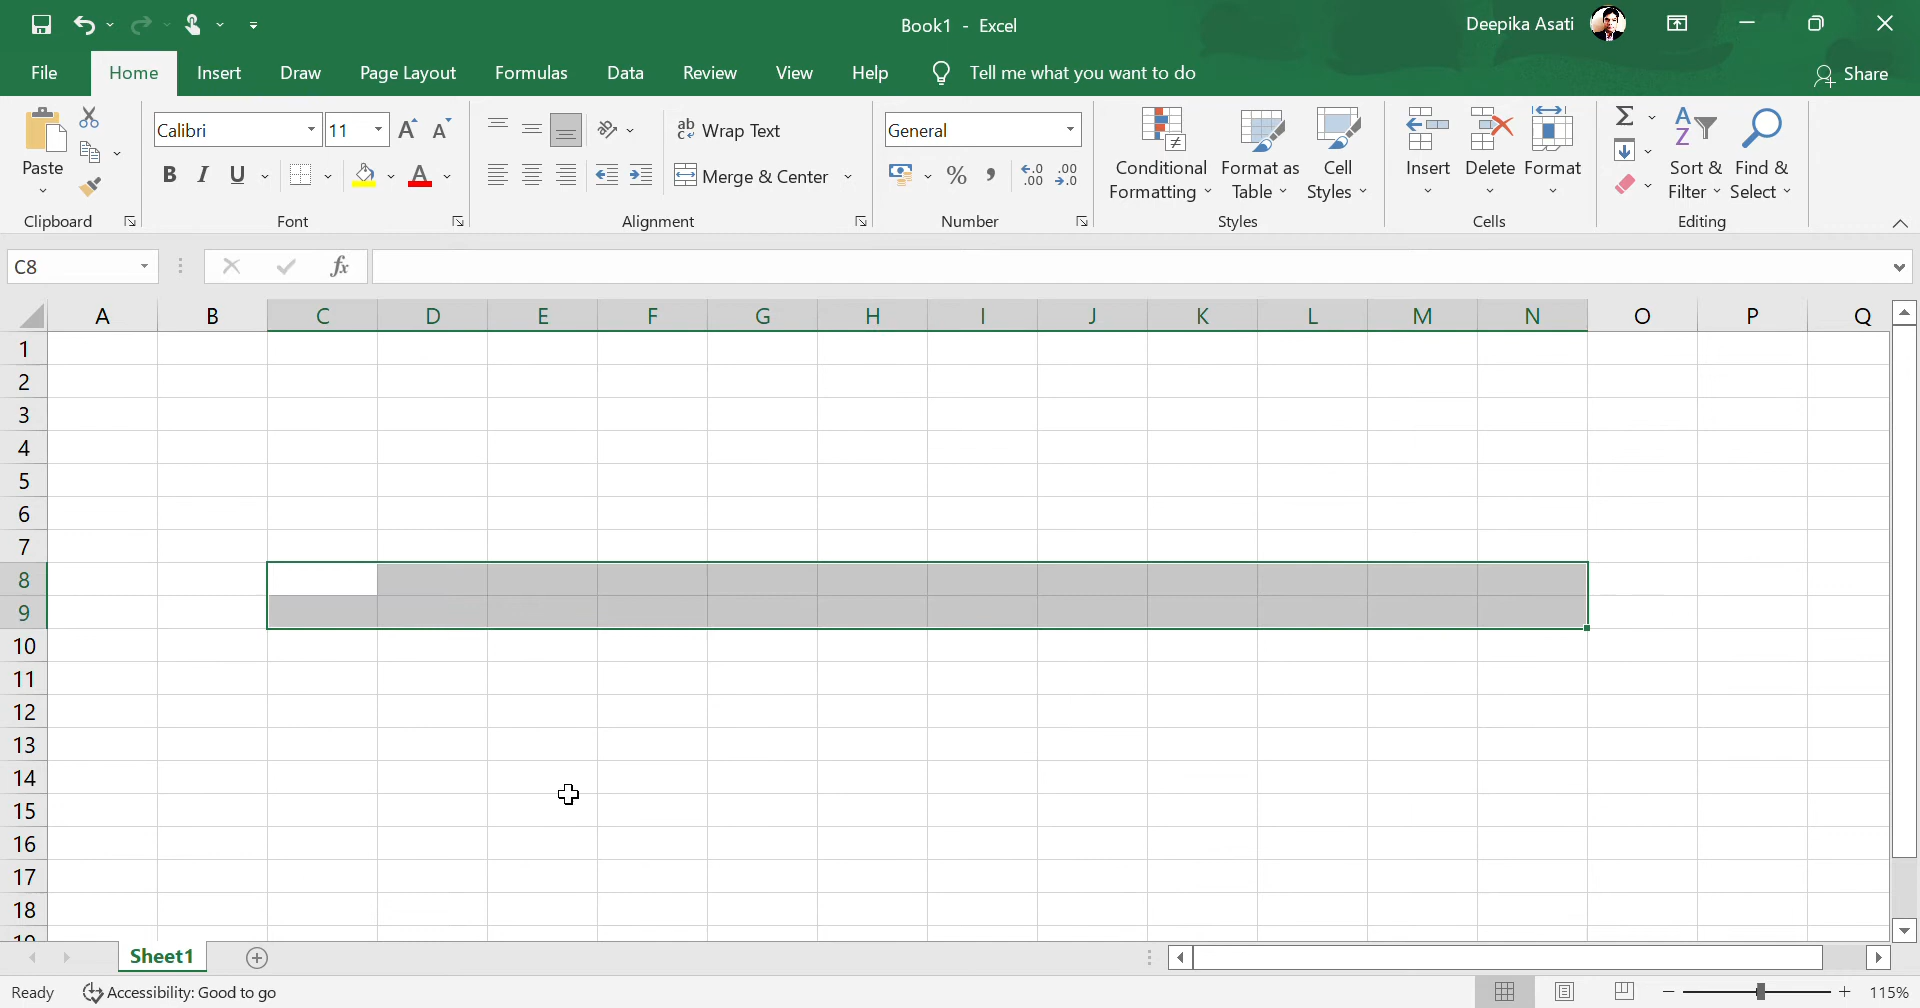 Book1 - Excel
Deepika Asati
File Home Insert Draw Page Layout Formulas Data Review View Help Tell me what you want to do Share
Calibri 11 ab Wrap Text General
Paste B I U A Merge & Center % Conditional Formatting Format as Table Cell Styles Insert Delete Format Sort & Filter Find & Select
Clipboard Font Alignment Number Styles Cells Editing
C8 fx
A B C D E F G H I J K L M N O P Q
1
2
3
4
5
6
7
8
9
10
11
12
13
14
15
16
17
18
19
Sheet1
Ready Accessibility: Good to go 115%